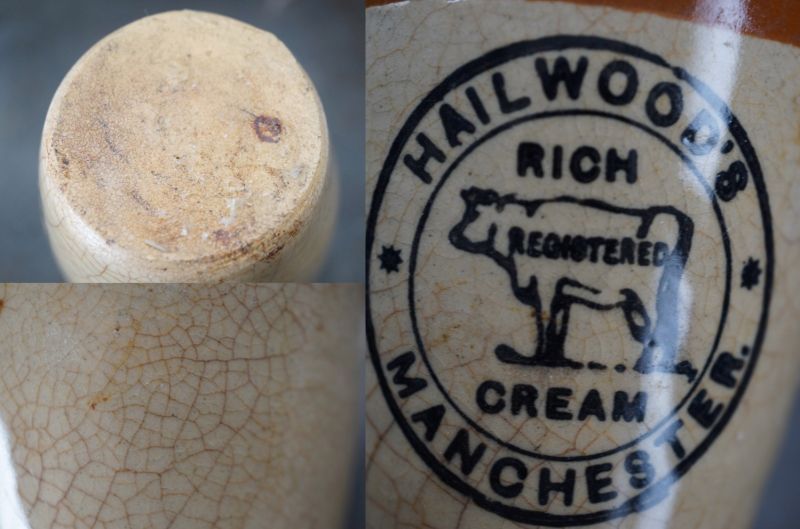 HAILWOOD'S
RICH
REGISTERED
CREAM
MANCHESTER.